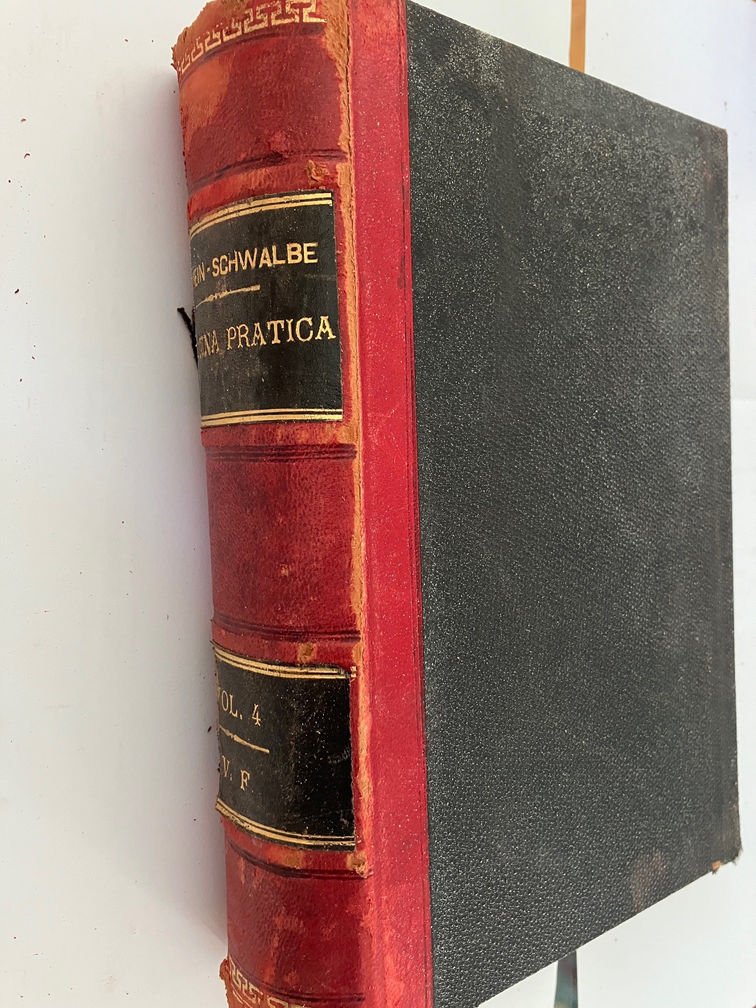 -SCHWALBE
PRATICA
VOL. 4
V. F